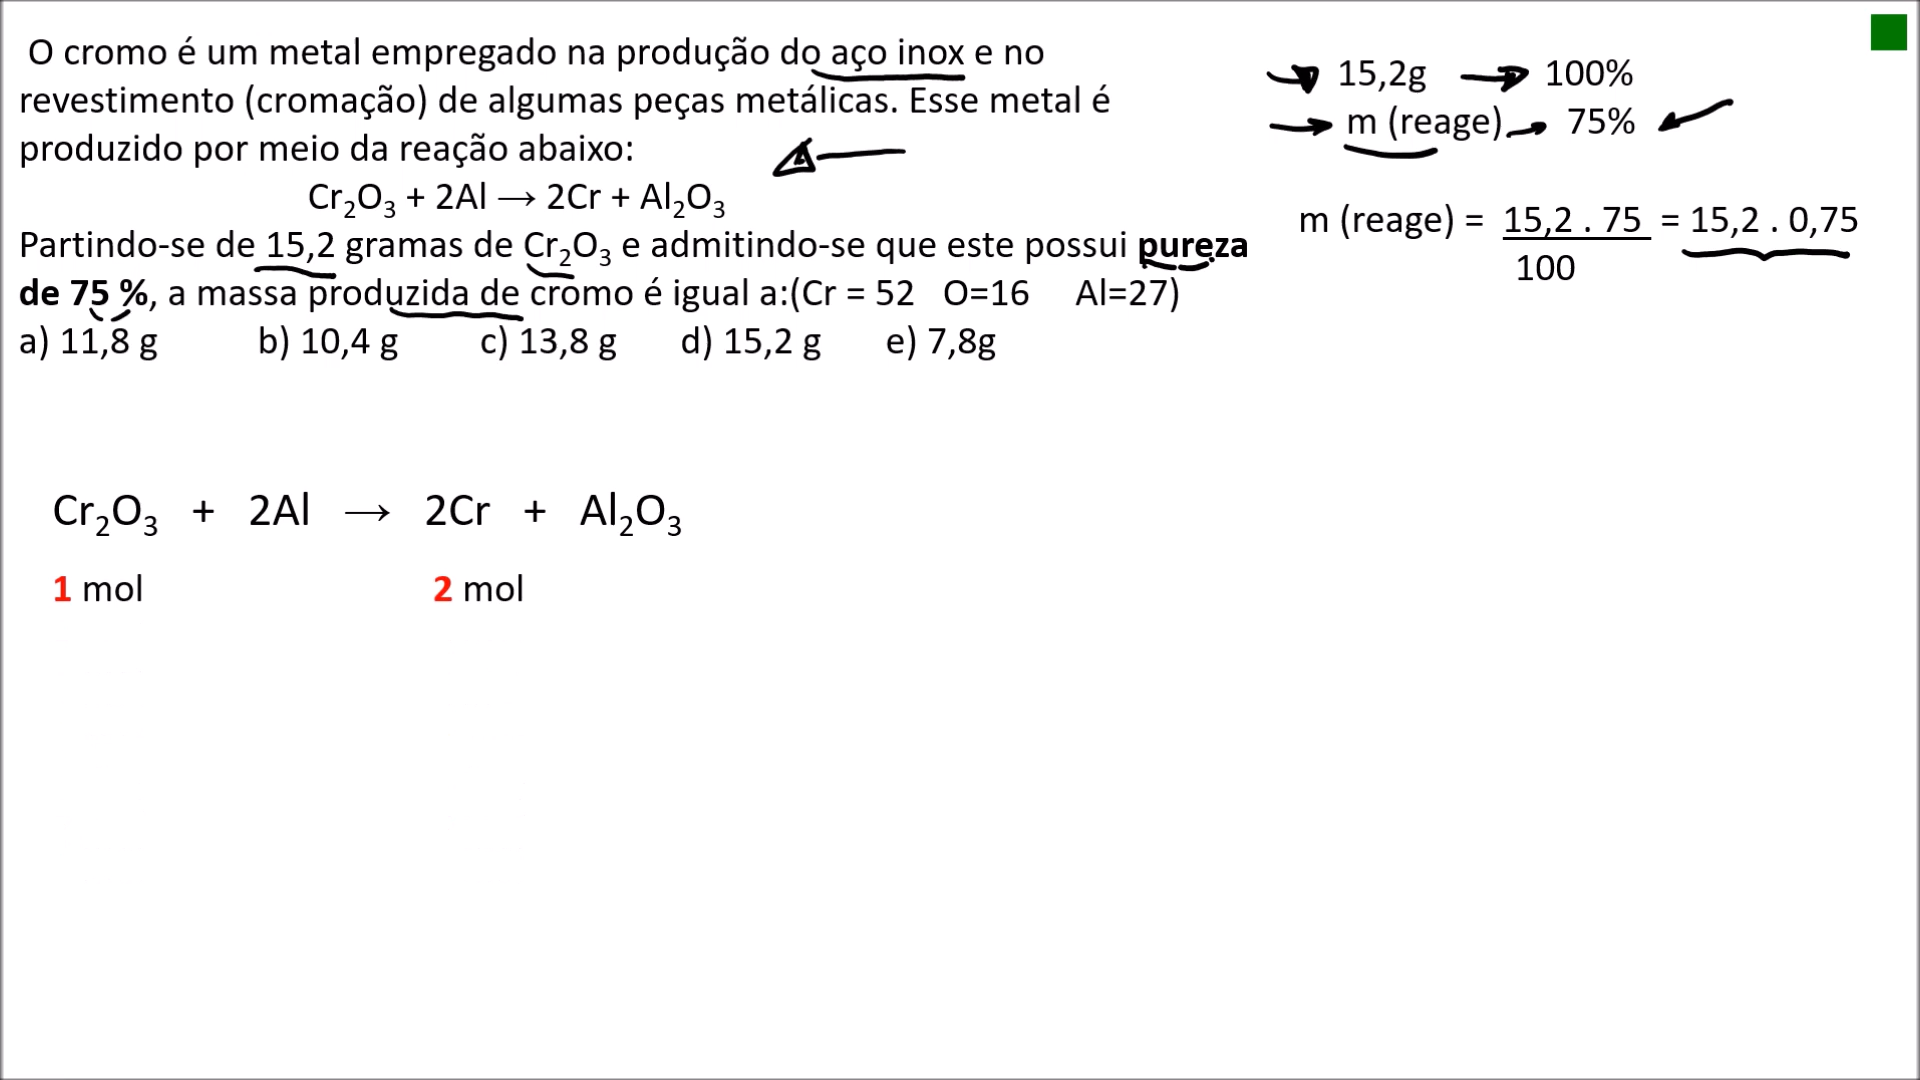 O cromo é um metal empregado na produção do aço inox e no
revestimento (cromação) de algumas peças metálicas. Esse metal é
produzido por meio da reação abaixo:
Cr₂O₃ + 2Al → 2Cr + Al₂O₃
Partindo-se de 15,2 gramas de Cr₂O₃ e admitindo-se que este possui pureza
de 75 %, a massa produzida de cromo é igual a:(Cr = 52 O=16 Al=27)
a) 11,8 g b) 10,4 g c) 13,8 g d) 15,2 g e) 7,8g
15,2g → 100%
m (reage) → 75%
m (reage) = 15,2 . 75 = 15,2 . 0,75
100
Cr₂O₃ + 2Al → 2Cr + Al₂O₃
1 mol 2 mol